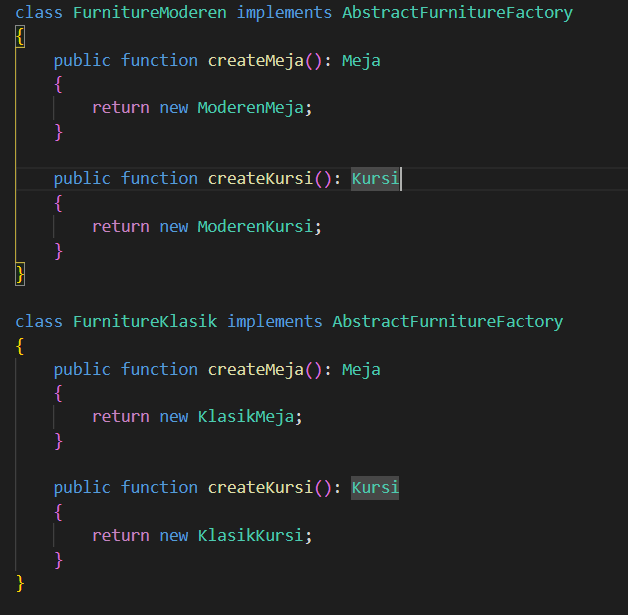 class FurnitureModeren implements AbstractFurnitureFactory
{
    public function createMeja(): Meja
    {
        return new ModerenMeja;
    }

    public function createKursi(): Kursi
    {
        return new ModerenKursi;
    }
}

class FurnitureKlasik implements AbstractFurnitureFactory
{
    public function createMeja(): Meja
    {
        return new KlasikMeja;
    }

    public function createKursi(): Kursi
    {
        return new KlasikKursi;
    }
}